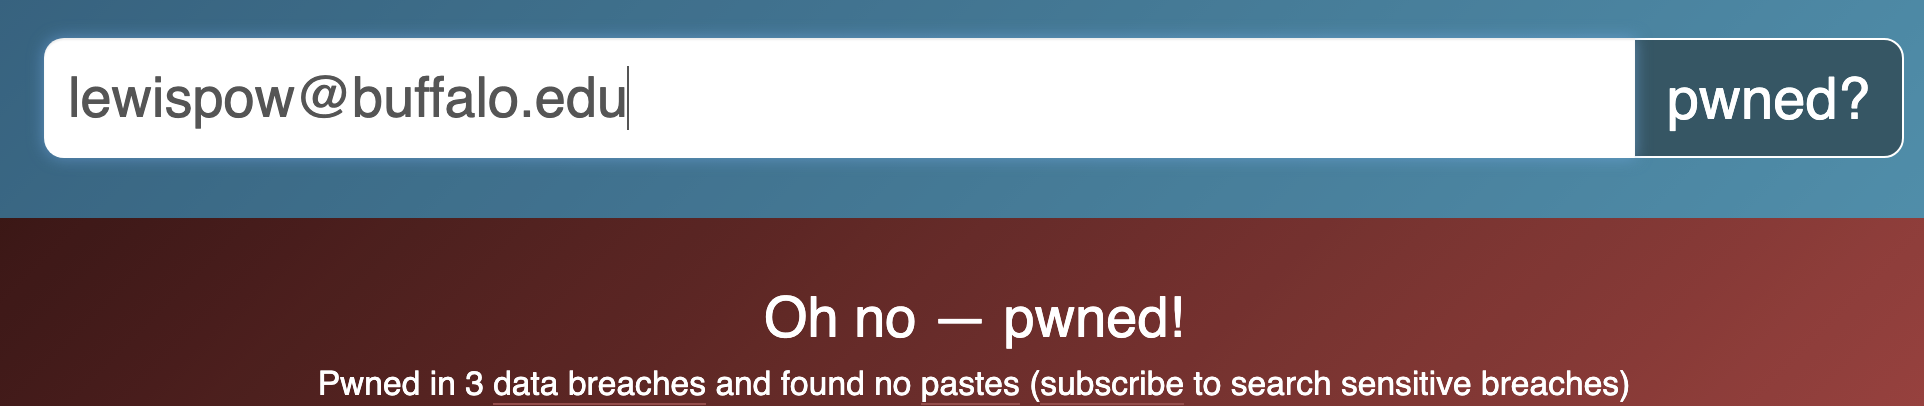 lewispow@buffalo.edu
pwned?
Oh no — pwned!
Pwned in 3 data breaches and found no pastes (subscribe to search sensitive breaches)